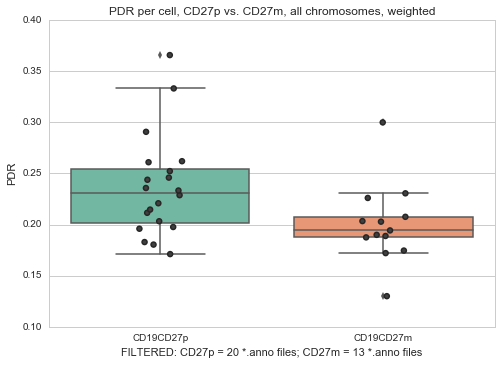 PDR per cell, CD27p vs. CD27m, all chromosomes, weighted
0.40
0.35
0.30
0.25
0.20
0.15
0.10
PDR
CD19CD27p CD19CD27m
FILTERED: CD27p = 20 *.anno files; CD27m = 13 *.anno files